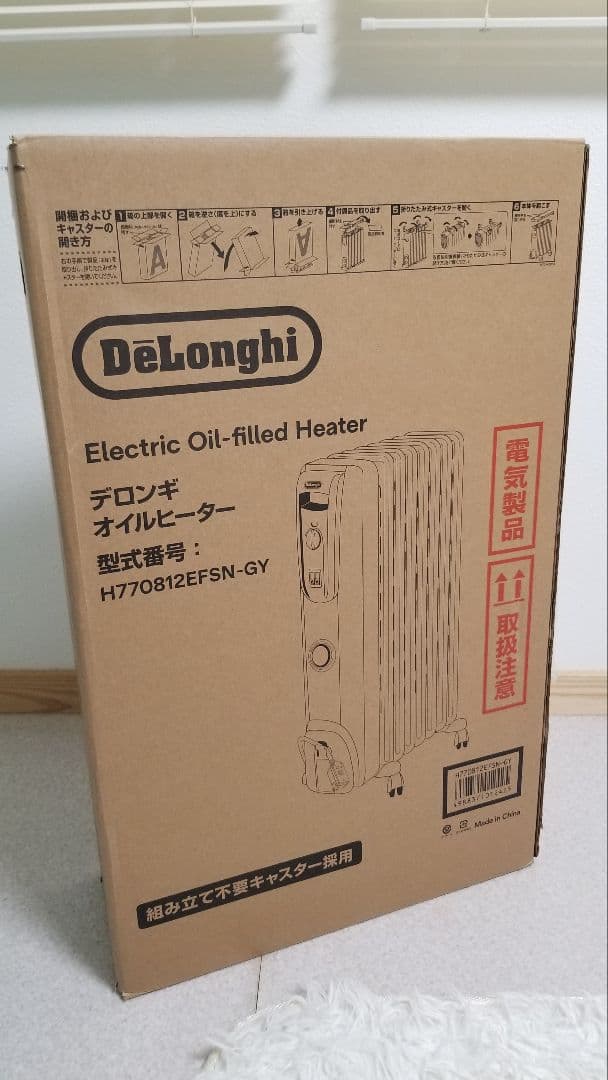 開梱および
キャスターの
開き方
1 箱の上部を開く
2 箱を逆さ(底を上)にする
3 箱を引き上げる
4 付属品を取り出す
5 折りたたみ式キャスターを開く
6 本体を起こす
DēLonghi
Electric Oil-filled Heater
デロンギ
オイルヒーター
型式番号:
H770812EFSN-GY
DēLonghi
電気製品
取扱注意
H770812EFSN-GY
Made in China
組み立て不要キャスター採用